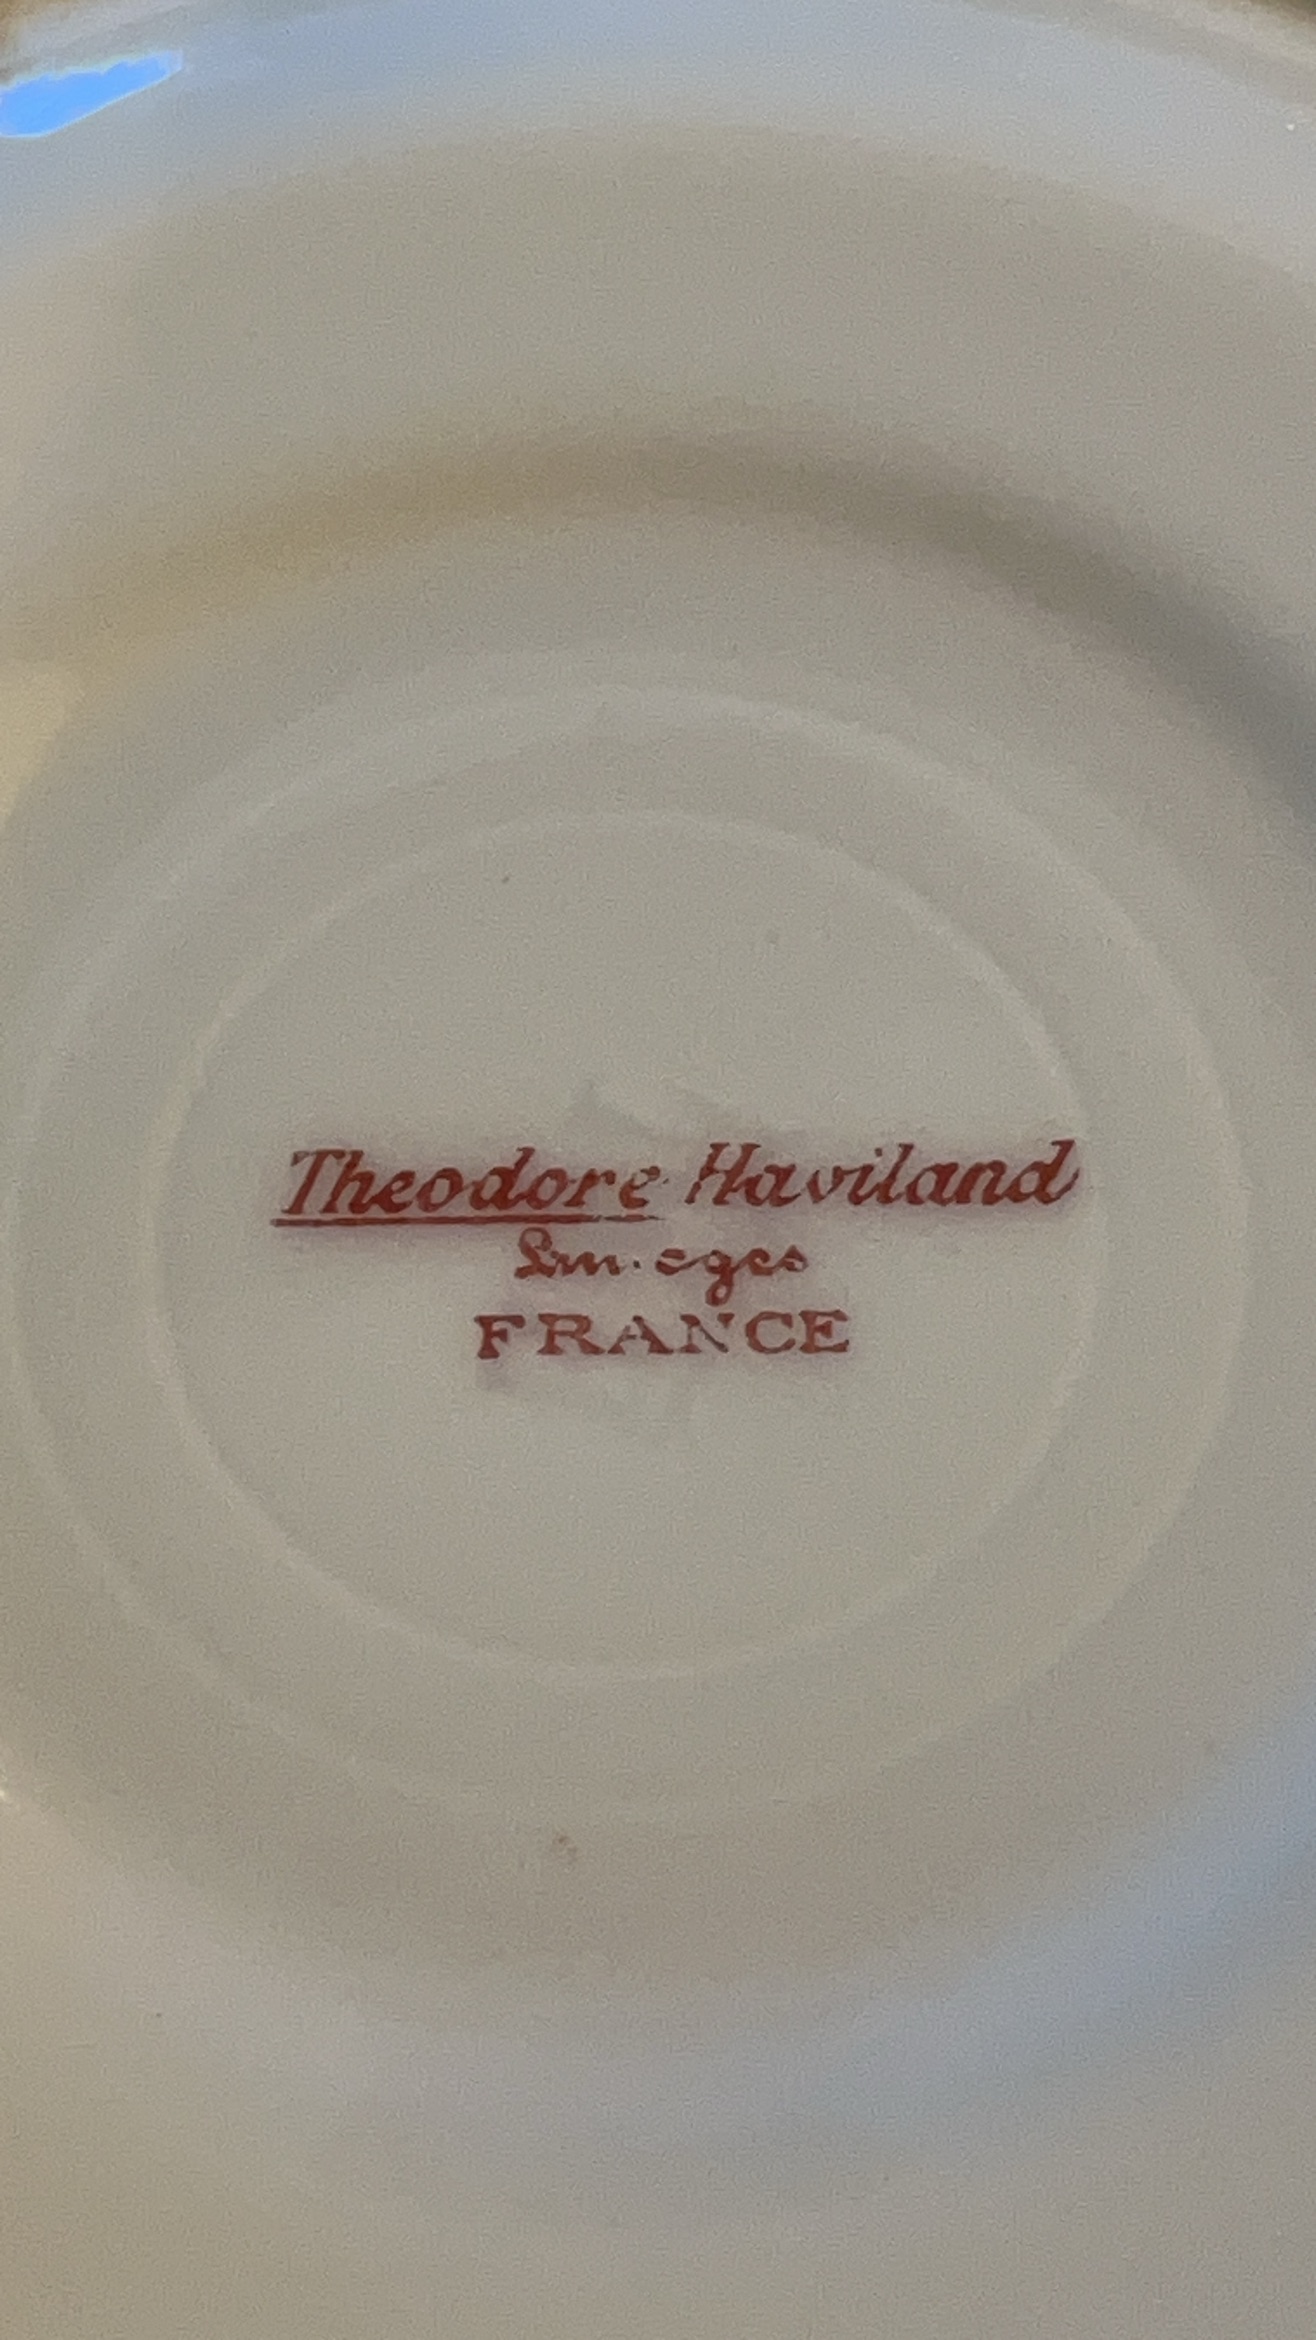 Theodore Haviland
Limoges
FRANCE